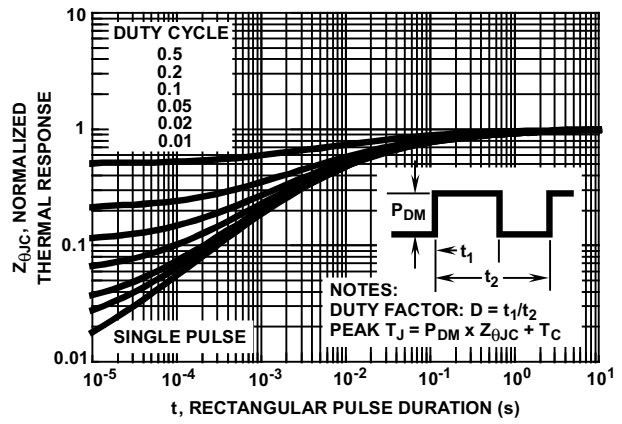 10
DUTY CYCLE
0.5
0.2
0.1
0.05
0.02
0.01
1
0.1
0.01
ZθJC, NORMALIZED
THERMAL RESPONSE
SINGLE PULSE
PDM
t1
t2
NOTES:
DUTY FACTOR: D = t1/t2
PEAK TJ = PDM x ZθJC + TC
10-5 10-4 10-3 10-2 10-1 100 101
t, RECTANGULAR PULSE DURATION (s)